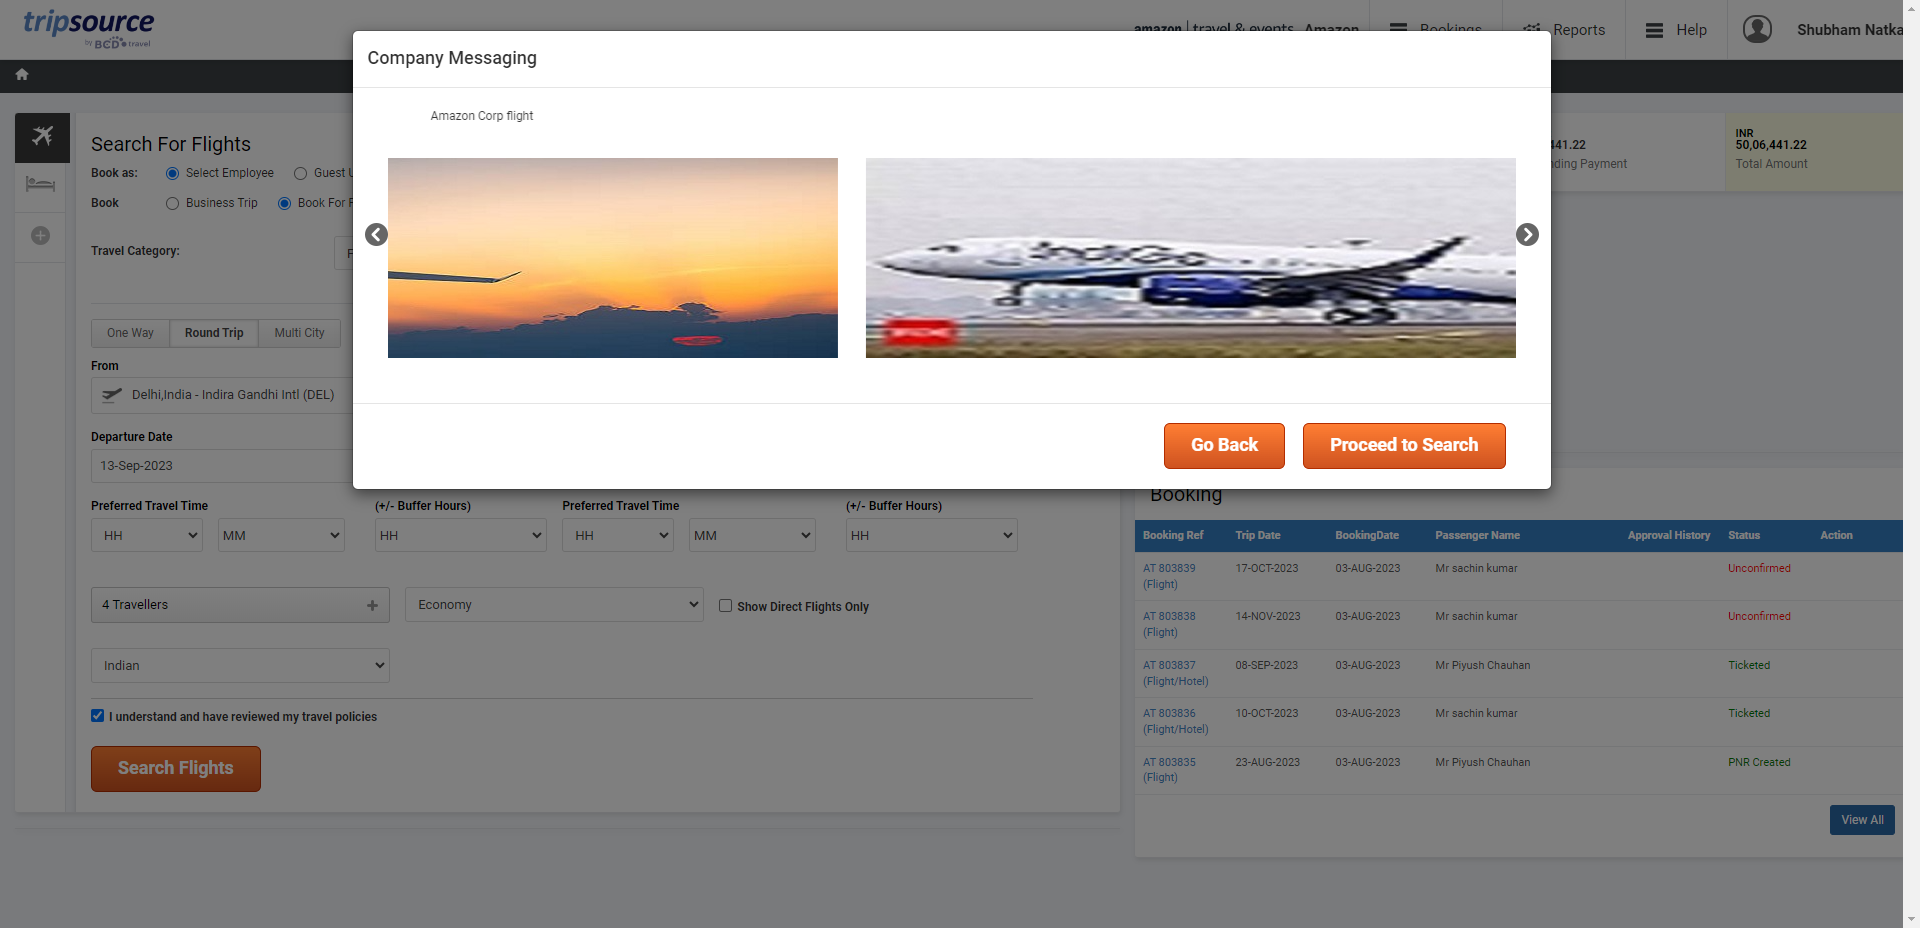 tripsource
by BCD travel
amazon travel & events Amazon
Bookings
Reports
Help
Shubham Natka
Company Messaging
Amazon Corp flight
IndiGo
Go Back
Proceed to Search
Search For Flights
Book as:
Select Employee
Guest
Book
Business Trip
Book For
Travel Category:
One Way
Round Trip
Multi City
From
Delhi,India - Indira Gandhi Intl (DEL)
Departure Date
13-Sep-2023
Preferred Travel Time
(+/- Buffer Hours)
Preferred Travel Time
(+/- Buffer Hours)
HH
MM
HH
HH
MM
HH
4 Travellers
Economy
Show Direct Flights Only
Indian
I understand and have reviewed my travel policies
Search Flights
441.22
ding Payment
INR
50,06,441.22
Total Amount
Booking
Booking Ref Trip Date BookingDate Passenger Name Approval History Status Action
AT 803839 17-OCT-2023 03-AUG-2023 Mr sachin kumar Unconfirmed
(Flight)
AT 803838 14-NOV-2023 03-AUG-2023 Mr sachin kumar Unconfirmed
(Flight)
AT 803837 08-SEP-2023 03-AUG-2023 Mr Piyush Chauhan Ticketed
(Flight/Hotel)
AT 803836 10-OCT-2023 03-AUG-2023 Mr sachin kumar Ticketed
(Flight/Hotel)
AT 803835 23-AUG-2023 03-AUG-2023 Mr Piyush Chauhan PNR Created
(Flight)
View All